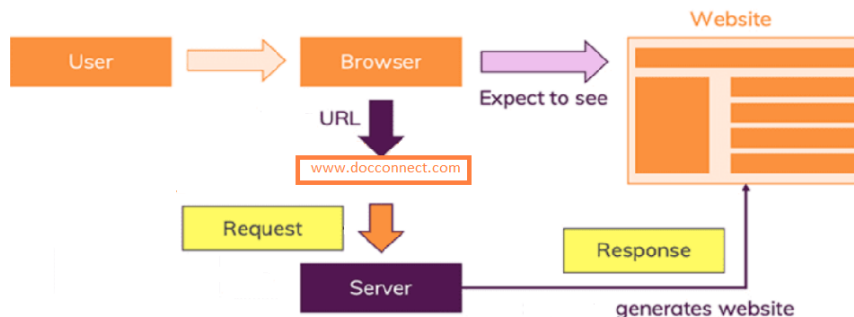 Website
User
Browser
Expect to see
URL
www.docconnect.com
Request
Response
Server
generates website